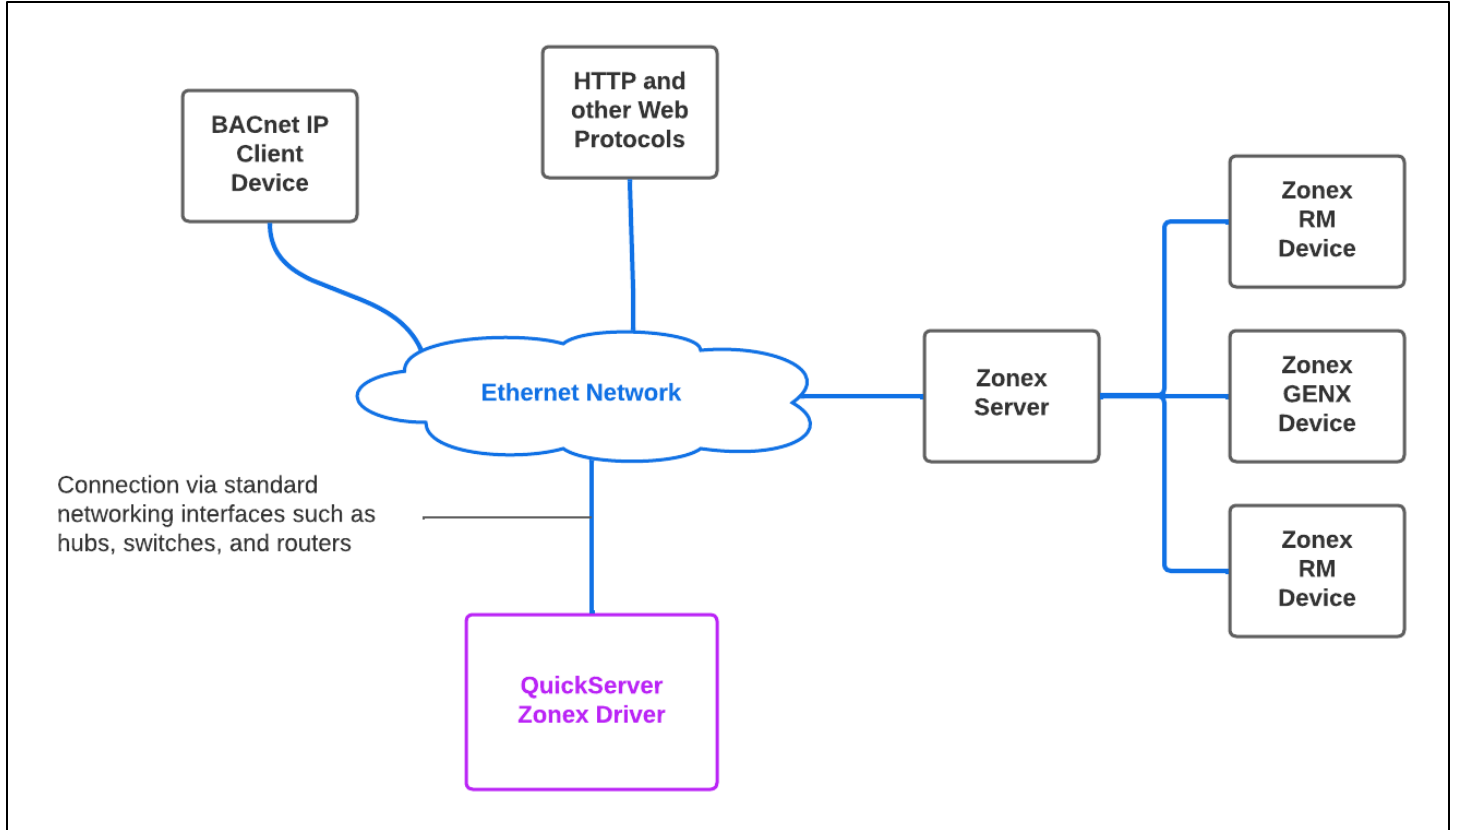 HTTP and
other Web
Protocols
BACnet IP
Client
Device
Zonex
RM
Device
Ethernet Network
Zonex
Server
Zonex
GENX
Device
Connection via standard
networking interfaces such as
hubs, switches, and routers
Zonex
RM
Device
QuickServer
Zonex Driver